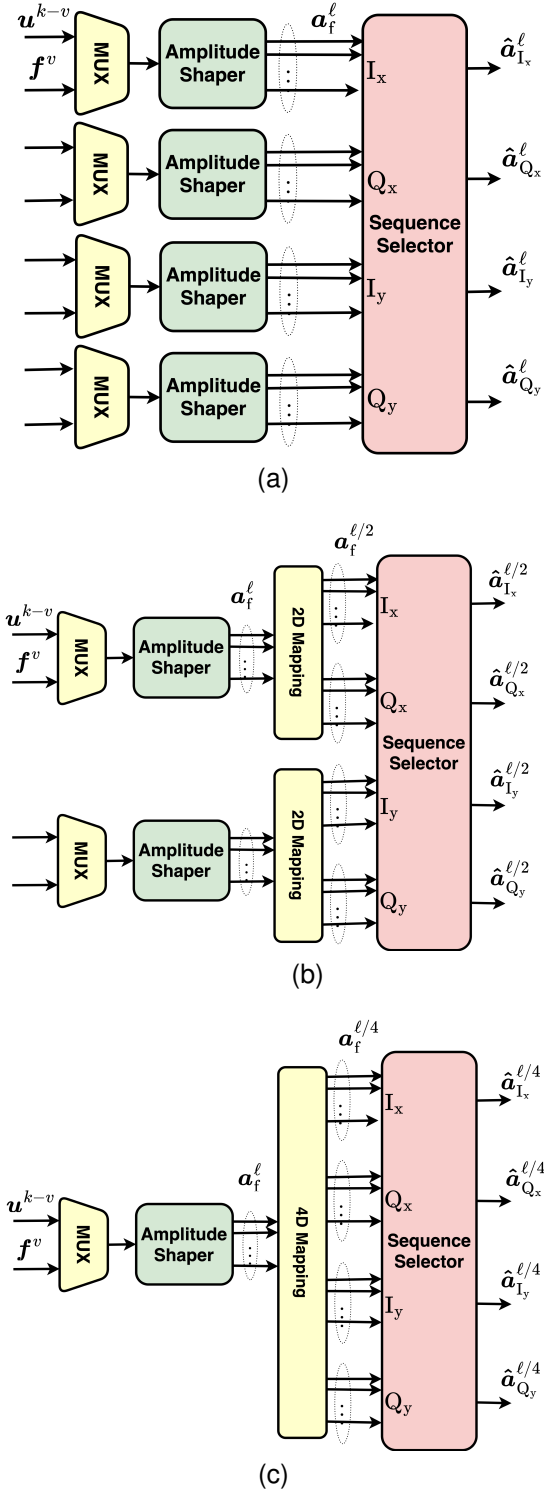 u^{k−v}
f^v
MUX
Amplitude
Shaper
a_f^ℓ
I_x
â_{I_x}^ℓ
MUX
Amplitude
Shaper
Q_x
â_{Q_x}^ℓ
Sequence
Selector
MUX
Amplitude
Shaper
I_y
â_{I_y}^ℓ
MUX
Amplitude
Shaper
Q_y
â_{Q_y}^ℓ
(a)
u^{k−v}
f^v
MUX
Amplitude
Shaper
a_f^ℓ
2D Mapping
a_f^{ℓ/2}
I_x
â_{I_x}^{ℓ/2}
Q_x
â_{Q_x}^{ℓ/2}
Sequence
Selector
MUX
Amplitude
Shaper
2D Mapping
I_y
â_{I_y}^{ℓ/2}
Q_y
â_{Q_y}^{ℓ/2}
(b)
u^{k−v}
f^v
MUX
Amplitude
Shaper
a_f^ℓ
4D Mapping
a_f^{ℓ/4}
I_x
â_{I_x}^{ℓ/4}
Q_x
â_{Q_x}^{ℓ/4}
Sequence
Selector
I_y
â_{I_y}^{ℓ/4}
Q_y
â_{Q_y}^{ℓ/4}
(c)